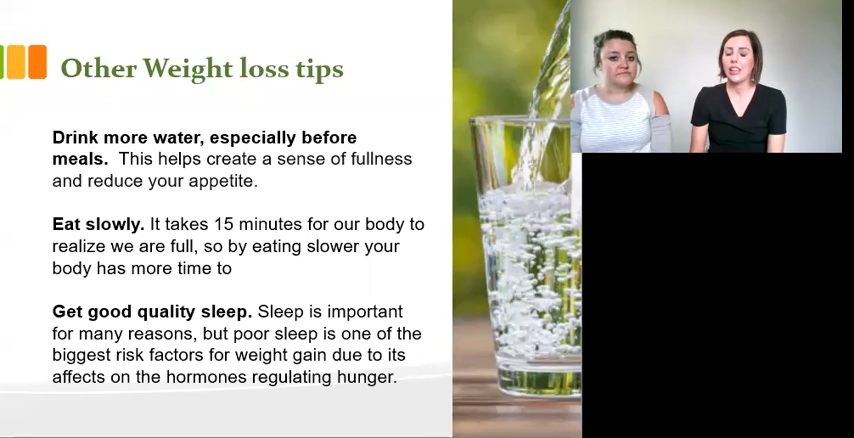 Other Weight loss tips
Drink more water, especially before
meals. This helps create a sense of fullness
and reduce your appetite.
Eat slowly. It takes 15 minutes for our body to
realize we are full, so by eating slower your
body has more time to
Get good quality sleep. Sleep is important
for many reasons, but poor sleep is one of the
biggest risk factors for weight gain due to its
affects on the hormones regulating hunger.